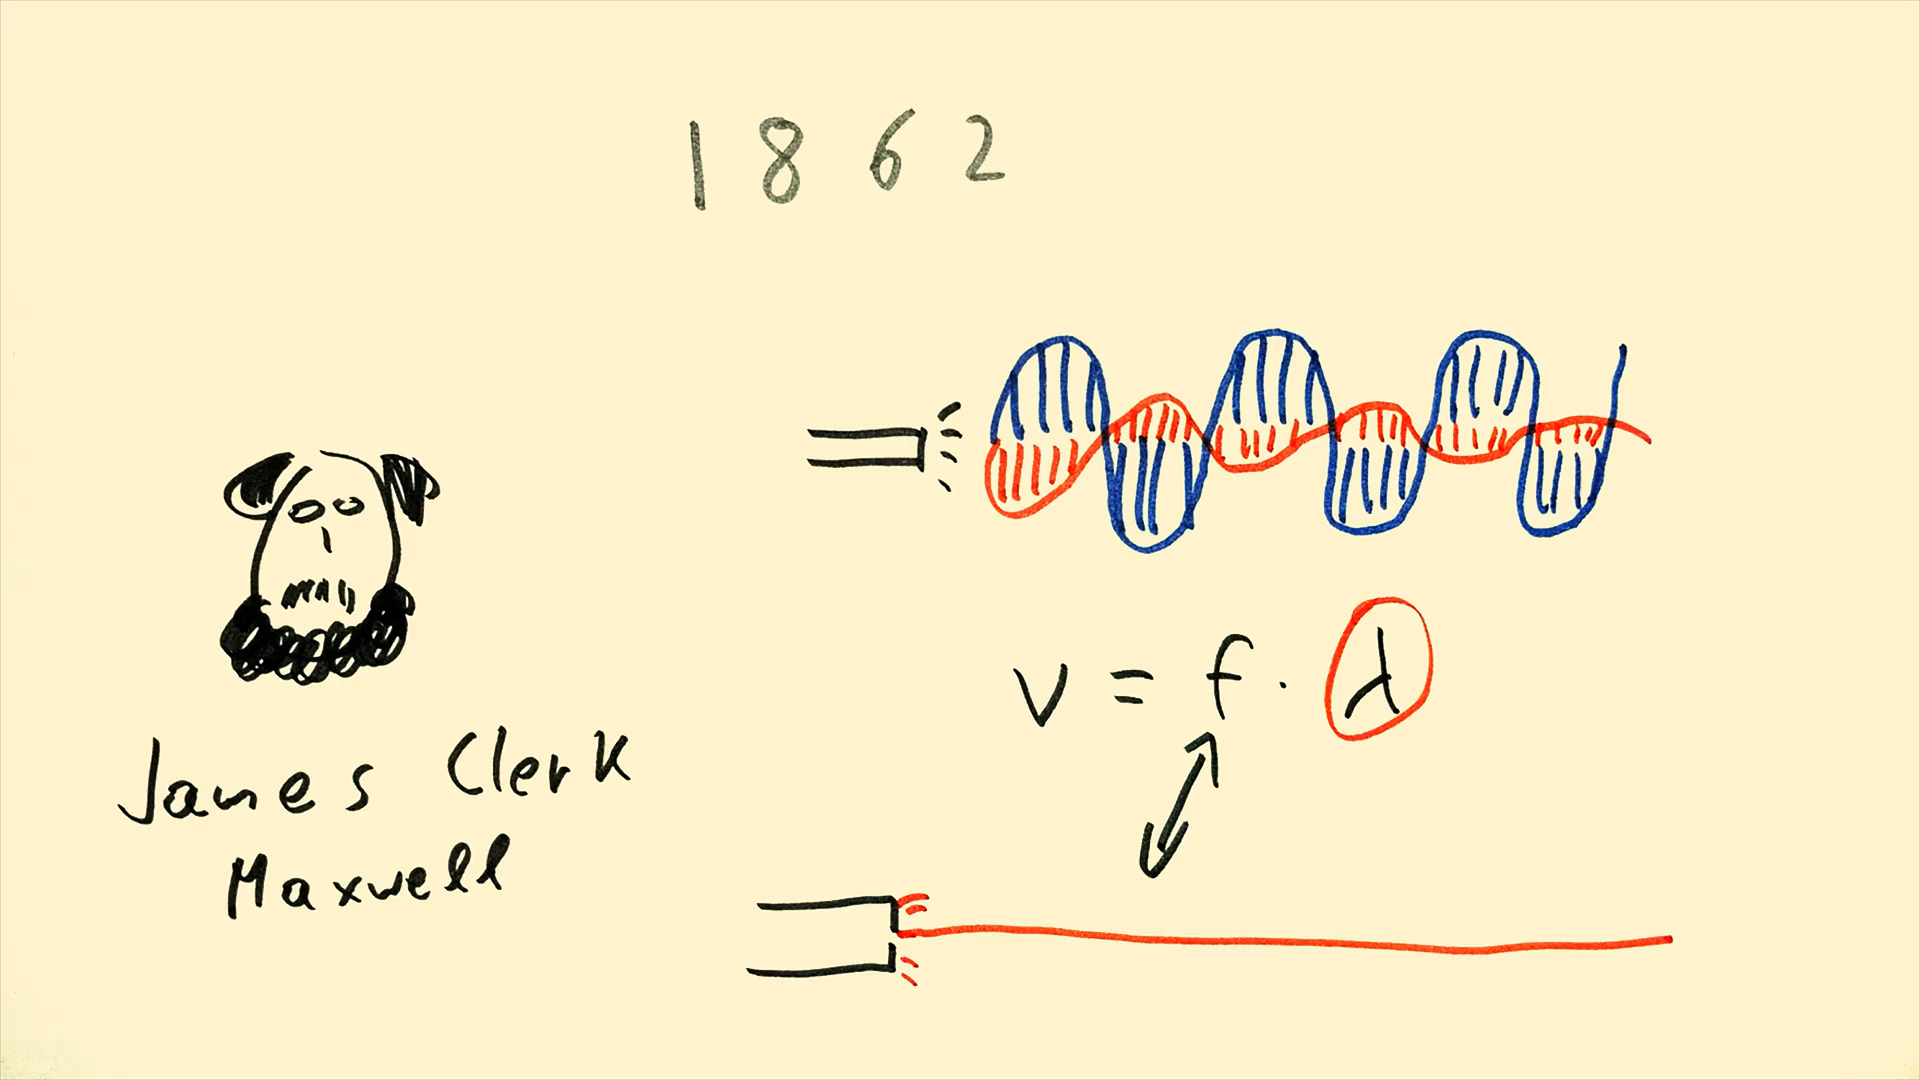 1862
v = f · λ
James Clerk
Maxwell